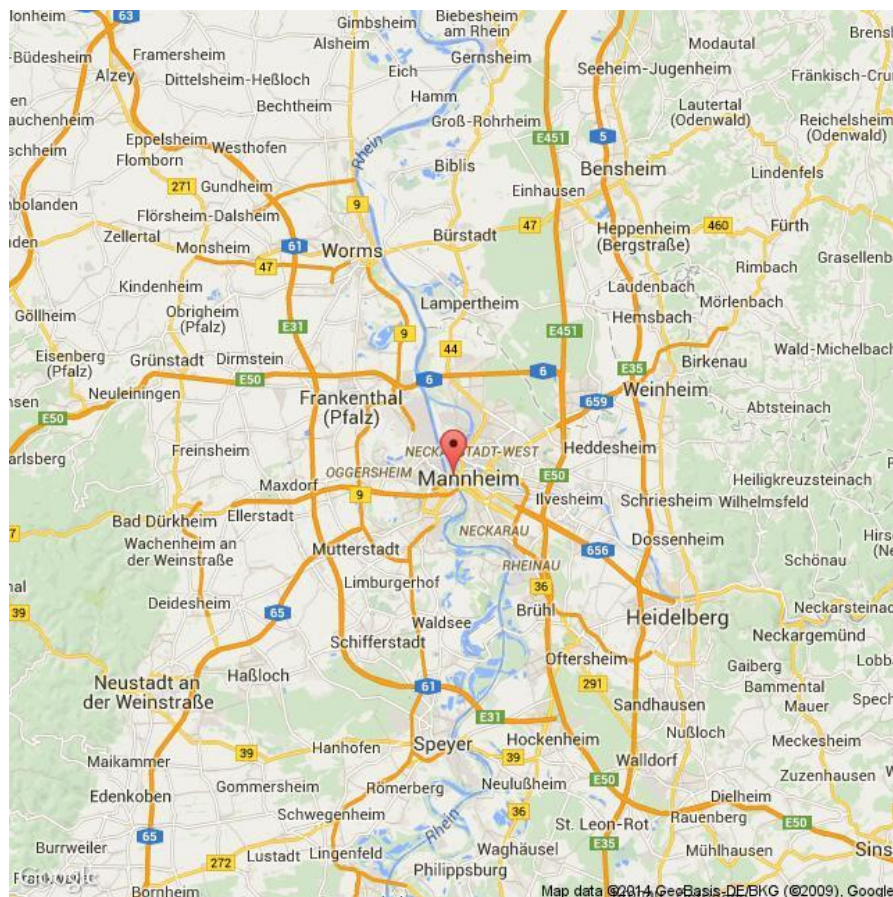 63
Gimbsheim
Biebesheim
am Rhein
Framersheim
Alsheim
Gernsheim
Modautal
-Büdesheim
Alzey
Eich
Seeheim-Jugenheim
Fränkisch-Cru
Dittelsheim-Heßloch
Hamm
Lautertal
(Odenwald)
Bechtheim
Groß-Rohrheim
Reichelsheim
(Odenwald)
E451
5
Eppelsheim
Westhofen
Rhein
Flomborn
Biblis
Bensheim
Lindenfels
271
Gundheim
Einhausen
9
Flörsheim-Dalsheim
47
460
Fürth
Zellertal
Monsheim
61
Worms
Bürstadt
Heppenheim
(Bergstraße)
47
Rimbach
Grasellenb
Kindenheim
Laudenbach
Mörlenbach
Göllheim
Obrigheim
(Pfalz)
Lampertheim
Hemsbach
E31
9
E451
44
Eisenberg
(Pfalz)
Grünstadt
Dirmstein
E35
Birkenau
Wald-Michelbach
E50
6
6
Neuleiningen
Frankenthal
(Pfalz)
659
Weinheim
Abtsteinach
E50
Freinsheim
NECKARSTADT-WEST
Heddesheim
OGGERSHEIM
Mannheim
E50
Heiligkreuzsteinach
Maxdorf
9
Ilvesheim
Schriesheim
Wilhelmsfeld
Bad Dürkheim
Ellerstadt
NECKARAU
Wachenheim an
der Weinstraße
Mutterstadt
656
Dossenheim
Schönau
RHEINAU
Limburgerhof
36
39
Deidesheim
65
Waldsee
Brühl
Heidelberg
Neckarsteinac
Schifferstadt
Neckargemünd
Haßloch
Oftersheim
Gaiberg
Neustadt an
der Weinstraße
61
291
Bammental
Sandhausen
Mauer
E31
Nußloch
Speyer
Hockenheim
Meckesheim
39
Hanhofen
39
Walldorf
Maikammer
Zuzenhausen
Gommersheim
Römerberg
Neulußheim
E50
Edenkoben
Dielheim
Schwegenheim
36
Rauenberg
E50
65
Rhein
St. Leon-Rot
Burrweiler
272
Lustadt
Lingenfeld
Waghäusel
E35
Mühlhausen
Sins
Philippsburg
Bornheim
Map data ©2014 GeoBasis-DE/BKG (©2009), Google